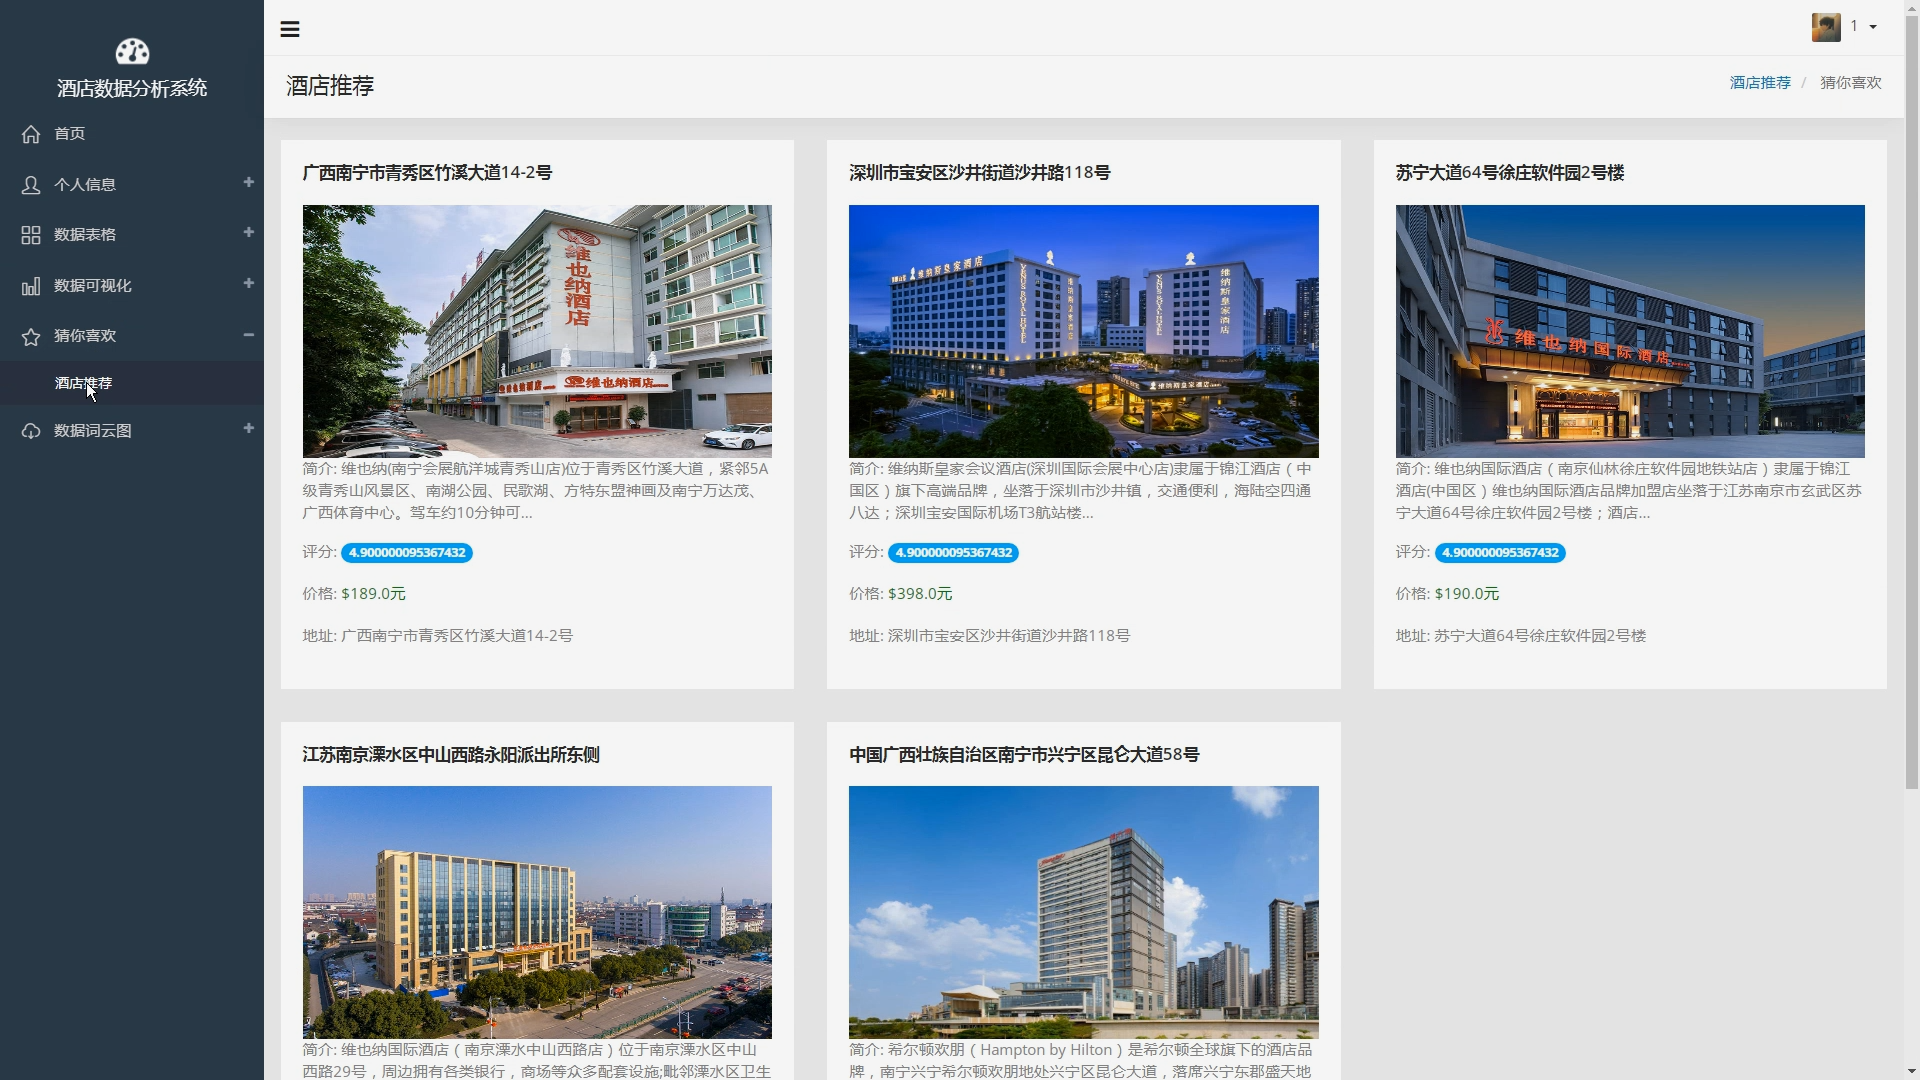 酒店数据分析系统
首页
个人信息
数据表格
数据可视化
猜你喜欢
酒店推荐
数据词云图
1
酒店推荐
酒店推荐 / 猜你喜欢
广西南宁市青秀区竹溪大道14-2号
维也纳酒店
维也纳酒店
简介: 维也纳(南宁会展航洋城青秀山店)位于青秀区竹溪大道，紧邻5A
级青秀山风景区、南湖公园、民歌湖、方特东盟神画及南宁万达茂、
广西体育中心。驾车约10分钟可...
评分: 4.900000095367432
价格: $189.0元
地址: 广西南宁市青秀区竹溪大道14-2号
深圳市宝安区沙井街道沙井路118号
维纳斯皇家酒店
VENUS ROYAL HOTEL
维纳斯皇家酒店
VENUS ROYAL HOTEL
维纳斯皇家酒店
维纳斯皇家酒店
简介: 维纳斯皇家会议酒店(深圳国际会展中心店)隶属于锦江酒店（中
国区）旗下高端品牌，坐落于深圳市沙井镇，交通便利，海陆空四通
八达；深圳宝安国际机场T3航站楼...
评分: 4.900000095367432
价格: $398.0元
地址: 深圳市宝安区沙井街道沙井路118号
苏宁大道64号徐庄软件园2号楼
维也纳国际酒店
简介: 维也纳国际酒店（南京仙林徐庄软件园地铁站店）隶属于锦江
酒店(中国区）维也纳国际酒店品牌加盟店坐落于江苏南京市玄武区苏
宁大道64号徐庄软件园2号楼；酒店...
评分: 4.900000095367432
价格: $190.0元
地址: 苏宁大道64号徐庄软件园2号楼
江苏南京溧水区中山西路永阳派出所东侧
简介: 维也纳国际酒店（南京溧水中山西路店）位于南京溧水区中山
西路29号，周边拥有各类银行，商场等众多配套设施;毗邻溧水区卫生
中国广西壮族自治区南宁市兴宁区昆仑大道58号
简介: 希尔顿欢朋（Hampton by Hilton）是希尔顿全球旗下的酒店品
牌，南宁兴宁希尔顿欢朋地处兴宁区昆仑大道，落席兴宁东郡盛天地